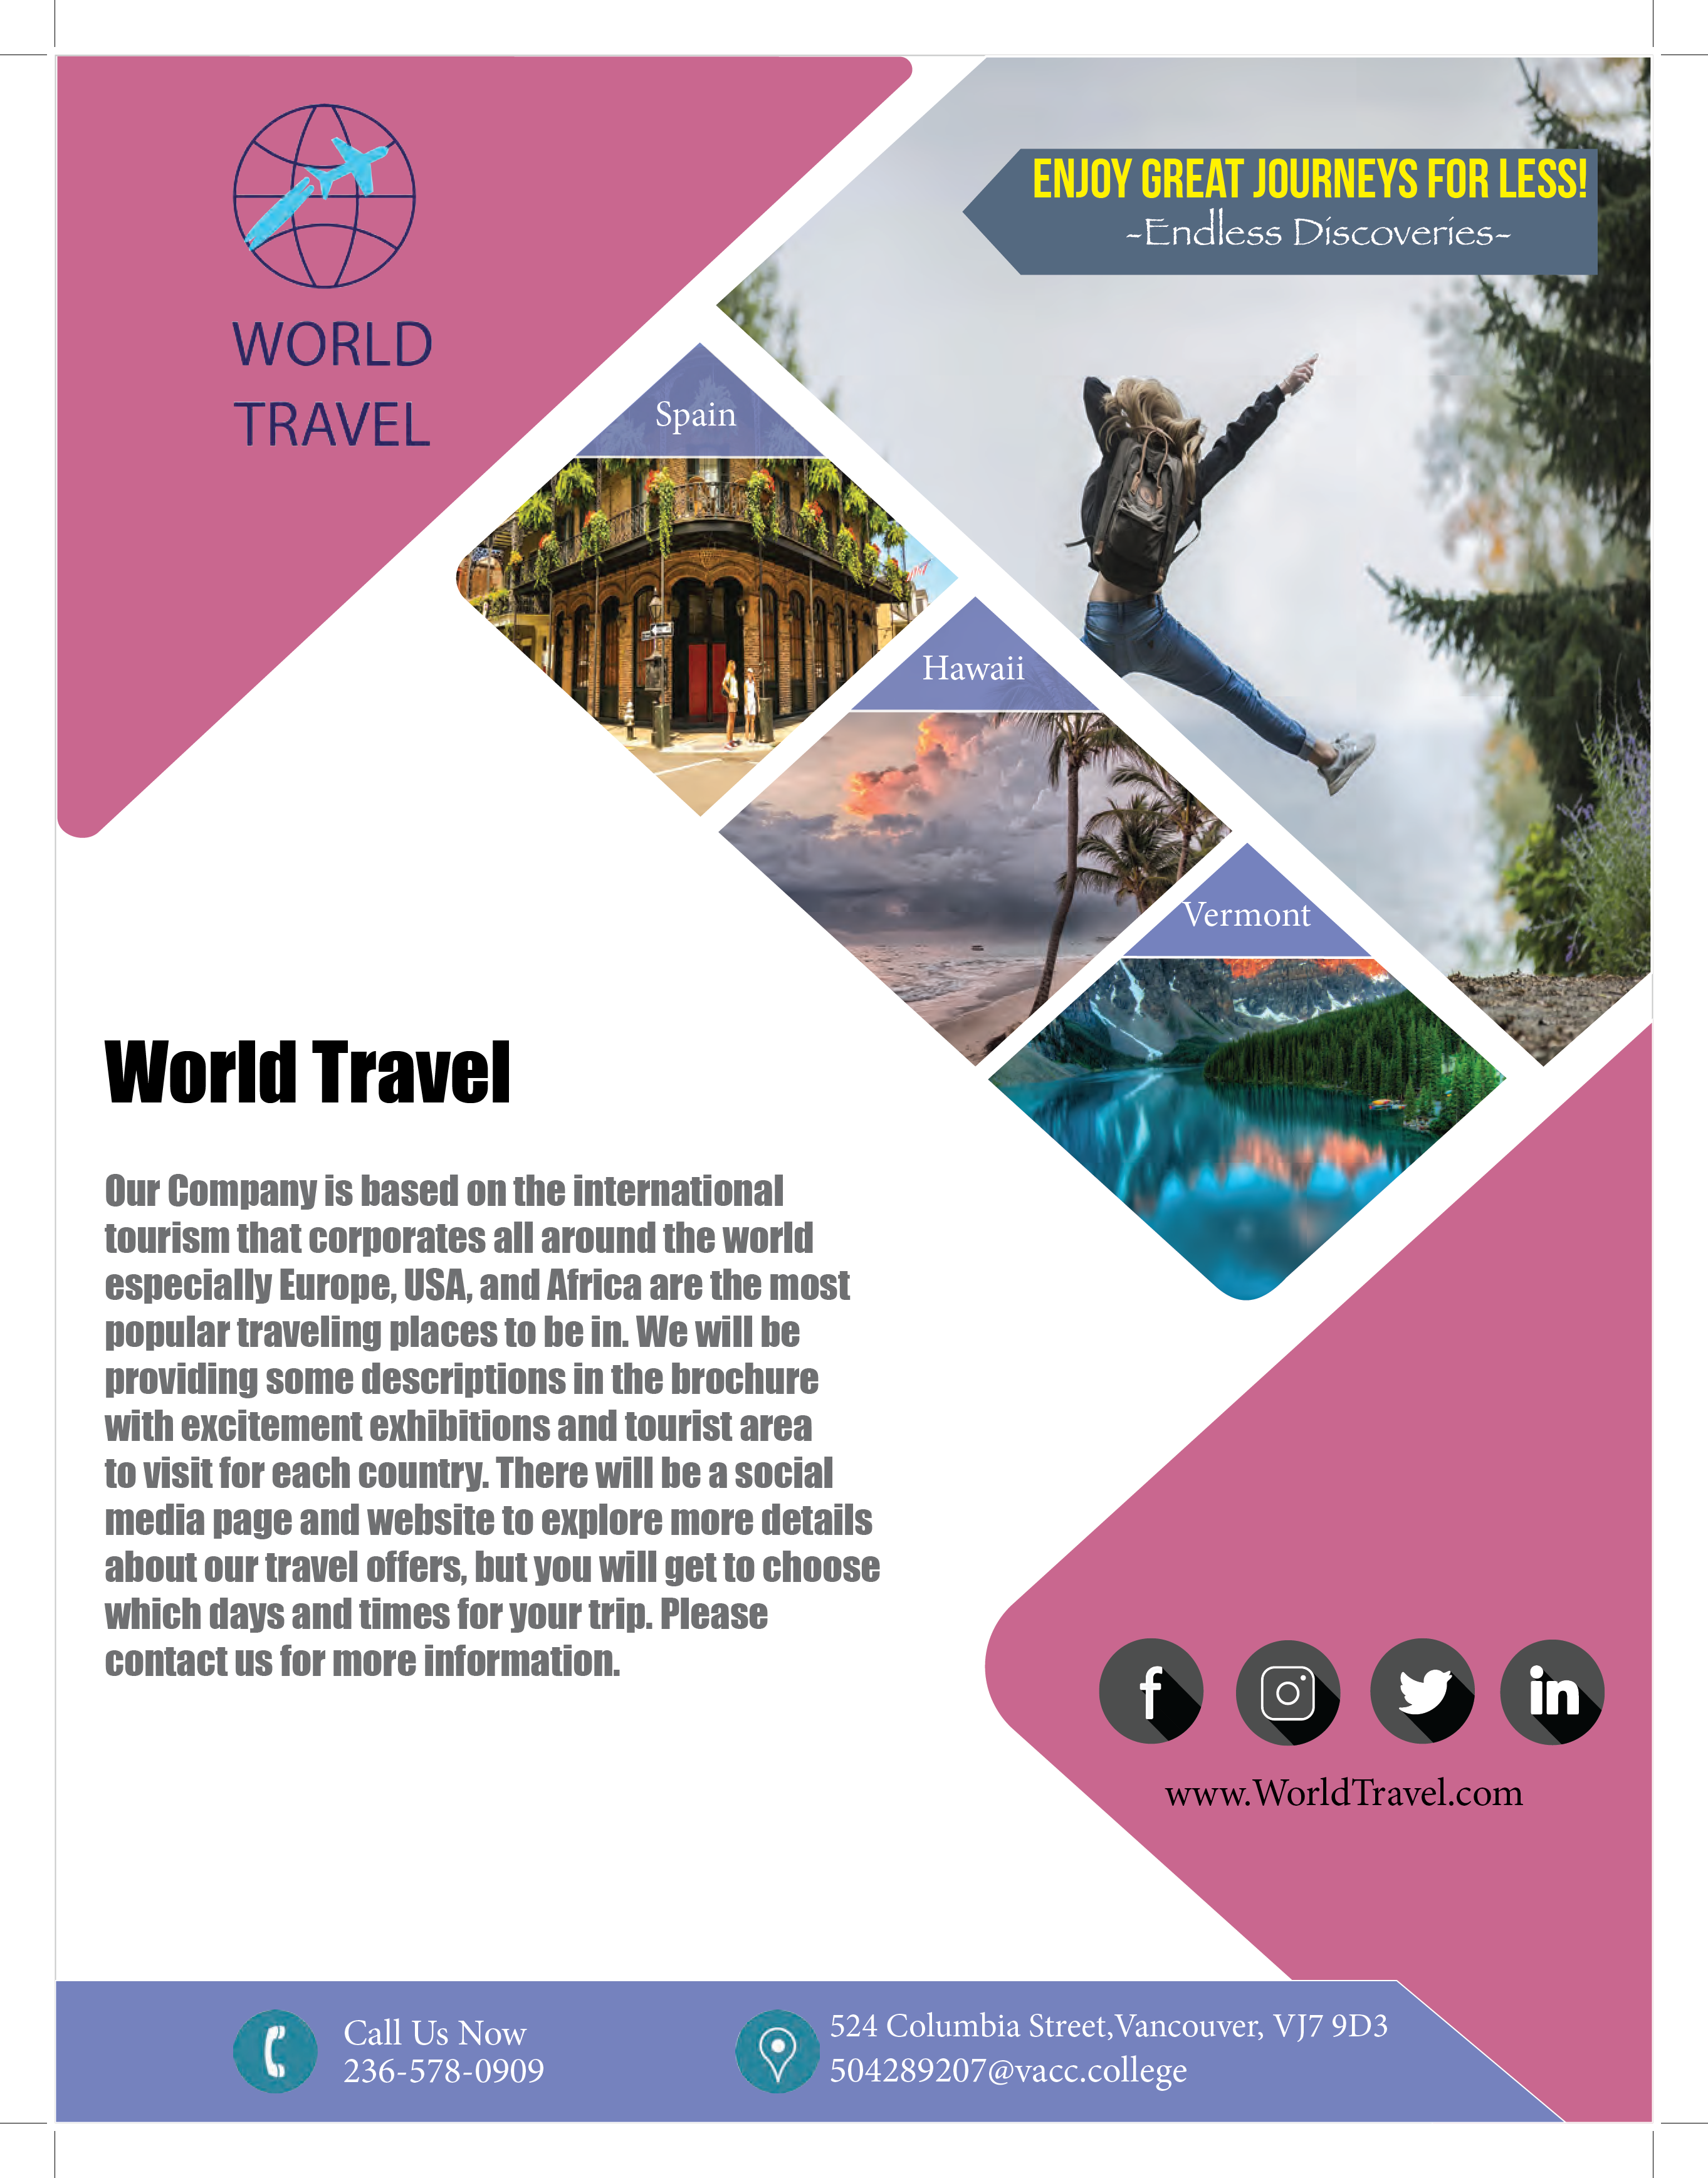 WORLD
TRAVEL
ENJOY GREAT JOURNEYS FOR LESS!
-Endless Discoveries-
Spain
Hawaii
Vermont
World Travel
Our Company is based on the international
tourism that corporates all around the world
especially Europe, USA, and Africa are the most
popular traveling places to be in. We will be
providing some descriptions in the brochure
with excitement exhibitions and tourist area
to visit for each country. There will be a social
media page and website to explore more details
about our travel offers, but you will get to choose
which days and times for your trip. Please
contact us for more information.
f
in
www.WorldTravel.com
Call Us Now
236-578-0909
524 Columbia Street,Vancouver, VJ7 9D3
504289207@vacc.college